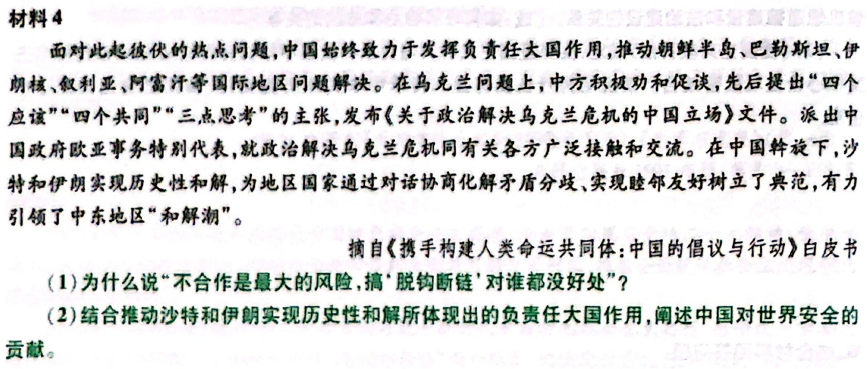 材料4
面对此起彼伏的热点问题,中国始终致力于发挥负责任大国作用,推动朝鲜半岛、巴勒斯坦、伊
朗核、叙利亚、阿富汗等国际地区问题解决。在乌克兰问题上,中方积极劝和促谈,先后提出“四个
应该”“四个共同”“三点思考”的主张,发布《关于政治解决乌克兰危机的中国立场》文件。派出中
国政府欧亚事务特别代表,就政治解决乌克兰危机同有关各方广泛接触和交流。在中国斡旋下,沙
特和伊朗实现历史性和解,为地区国家通过对话协商化解矛盾分歧、实现睦邻友好树立了典范,有力
引领了中东地区“和解潮”。
摘自《携手构建人类命运共同体:中国的倡议与行动》白皮书
(1)为什么说“不合作是最大的风险,搞‘脱钩断链’对谁都没好处”?
(2)结合推动沙特和伊朗实现历史性和解所体现出的负责任大国作用,阐述中国对世界安全的
贡献。